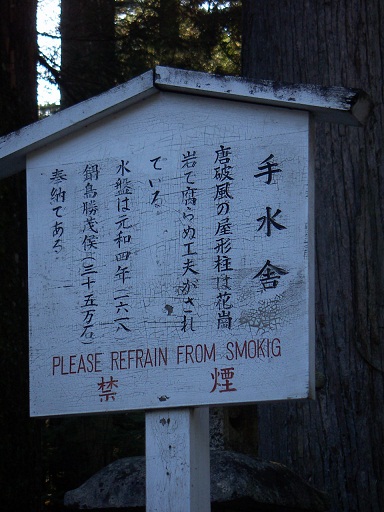 手水舎
唐破風の屋形柱は花崗
岩で腐らぬ工夫がされ
ている。
水盤は元和四年(一六一八)
鍋島勝茂侯(三十五万石)
奉納である。
PLEASE REFRAIN FROM SMOKIG
禁煙